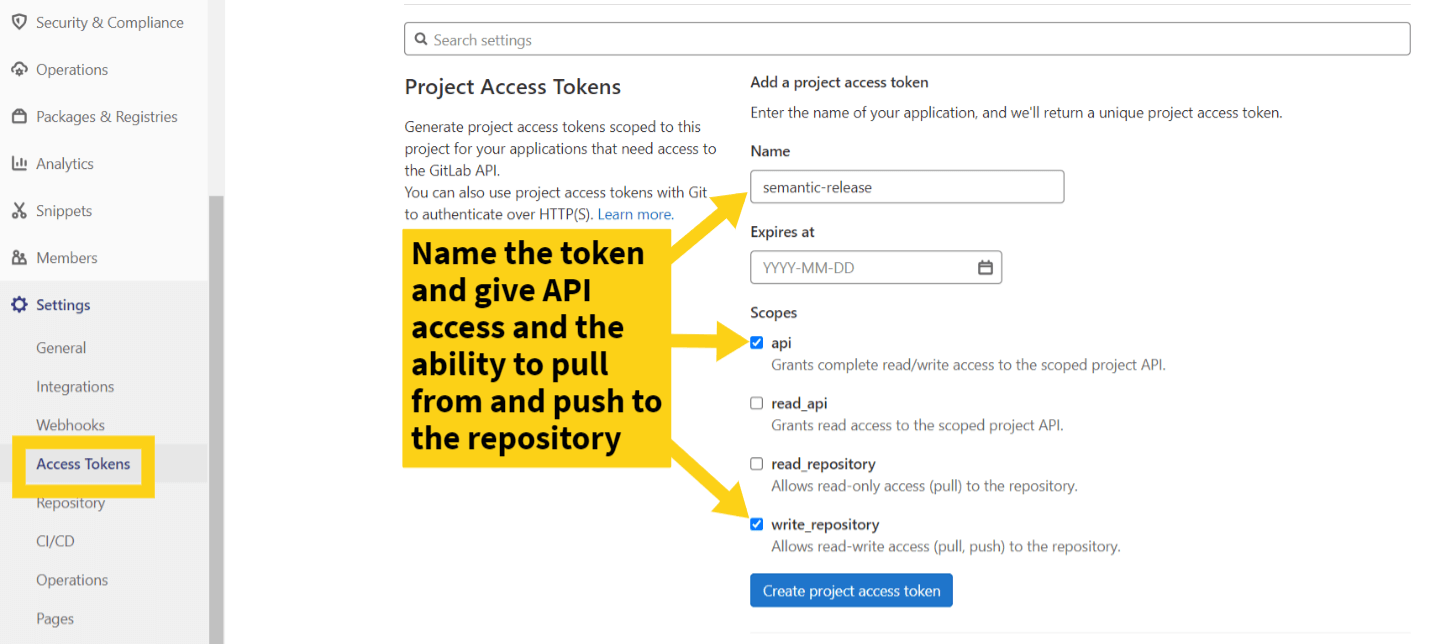 Security & Compliance
Operations
Packages & Registries
Analytics
Snippets
Members
Settings
General
Integrations
Webhooks
Access Tokens
Repository
CI/CD
Operations
Pages
Search settings
Project Access Tokens
Generate project access tokens scoped to this
project for your applications that need access to
the GitLab API.
You can also use project access tokens with Git
to authenticate over HTTP(S). Learn more.
Name the token
and give API
access and the
ability to pull
from and push to
the repository
Add a project access token
Enter the name of your application, and we'll return a unique project access token.
Name
semantic-release
Expires at
YYYY-MM-DD
Scopes
api
Grants complete read/write access to the scoped project API.
read_api
Grants read access to the scoped project API.
read_repository
Allows read-only access (pull) to the repository.
write_repository
Allows read-write access (pull, push) to the repository.
Create project access token